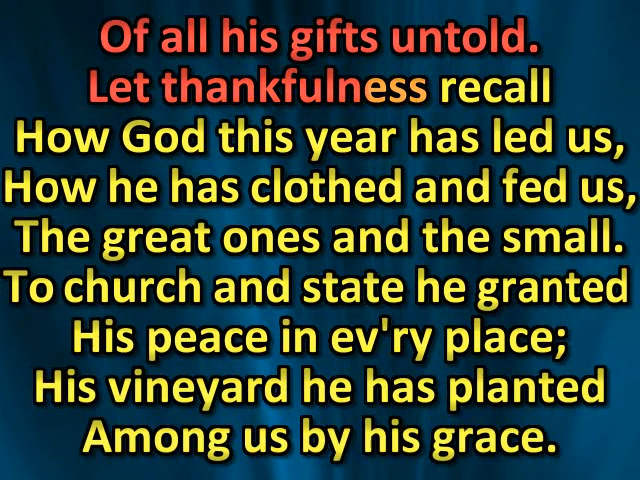 Of all his gifts untold.
Let thankfulness recall
How God this year has led us,
How he has clothed and fed us,
The great ones and the small.
To church and state he granted
His peace in ev'ry place;
His vineyard he has planted
Among us by his grace.